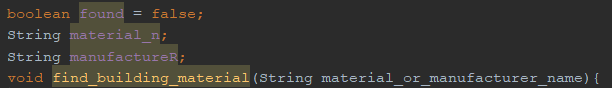 boolean found = false;
String material_n;
String manufactureR;
void find_building_material(String material_or_manufacturer_name){